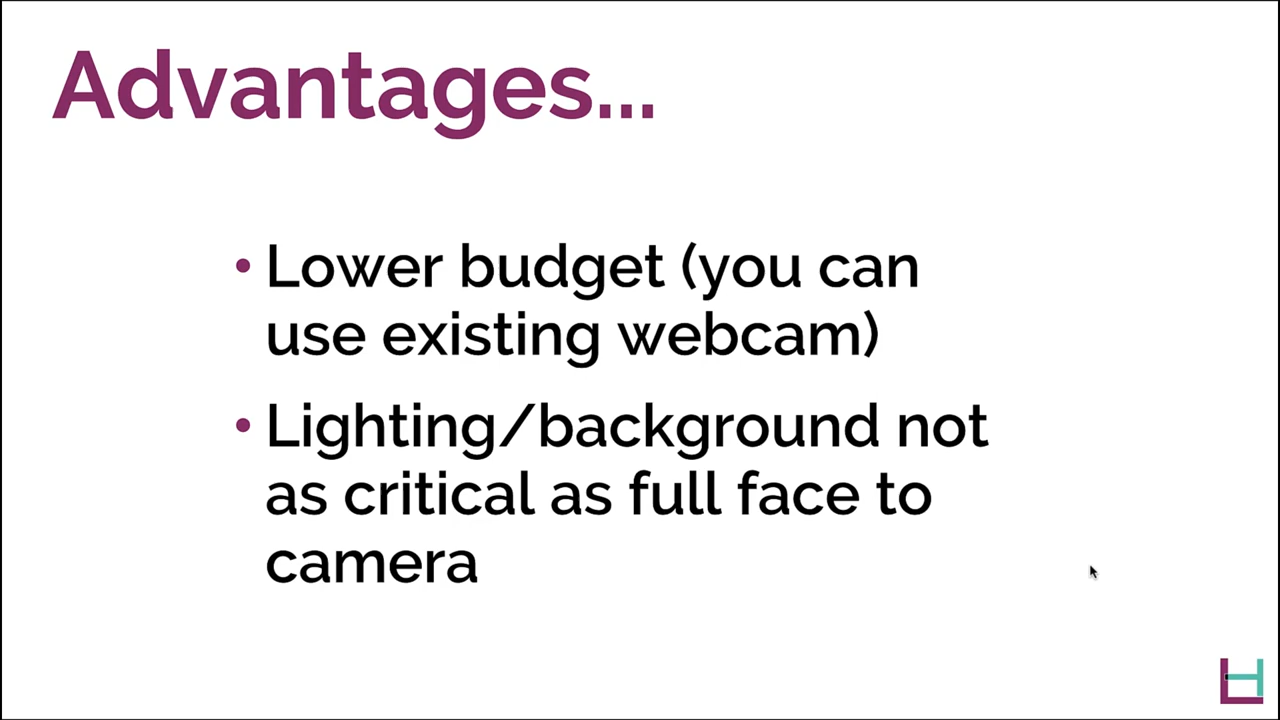 Advantages...
• Lower budget (you can
use existing webcam)
• Lighting/background not
as critical as full face to
camera